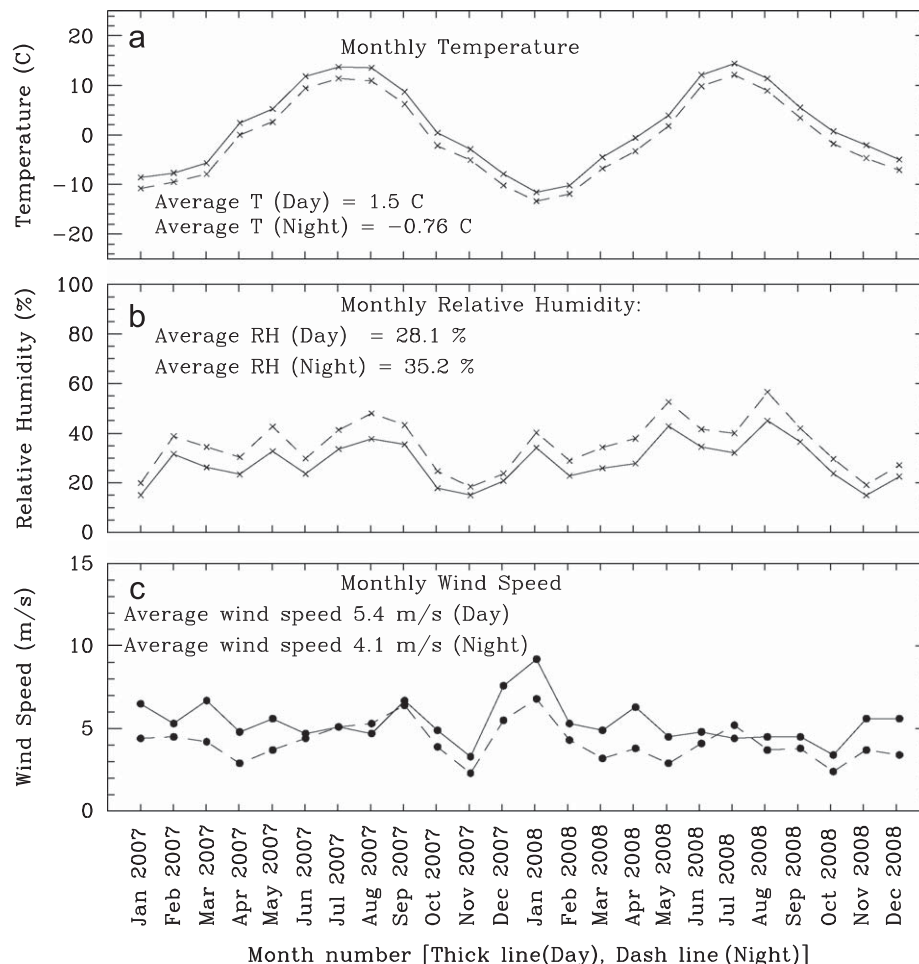 a
Monthly Temperature
Average T (Day) = 1.5 C
Average T (Night) = −0.76 C
Temperature (C)
20
10
0
−10
−20
b
Monthly Relative Humidity:
Average RH (Day) = 28.1 %
Average RH (Night) = 35.2 %
Relative Humidity (%)
100
80
60
40
20
0
c
Monthly Wind Speed
Average wind speed 5.4 m/s (Day)
Average wind speed 4.1 m/s (Night)
Wind Speed (m/s)
15
10
5
0
Jan 2007
Feb 2007
Mar 2007
Apr 2007
May 2007
Jun 2007
Jul 2007
Aug 2007
Sep 2007
Oct 2007
Nov 2007
Dec 2007
Jan 2008
Feb 2008
Mar 2008
Apr 2008
May 2008
Jun 2008
Jul 2008
Aug 2008
Sep 2008
Oct 2008
Nov 2008
Dec 2008
Month number [Thick line(Day), Dash line (Night)]